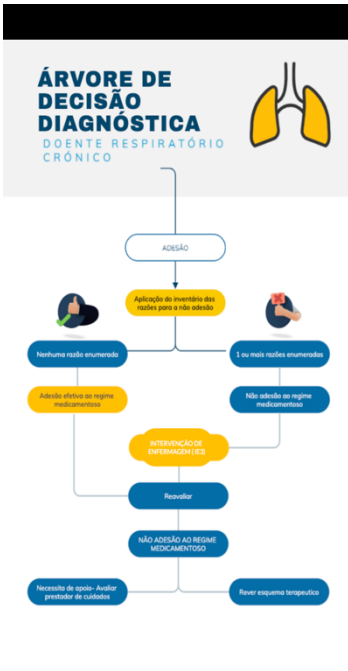 ÁRVORE DE
DECISÃO
DIAGNÓSTICA
DOENTE RESPIRATÓRIO
CRÓNICO
ADESÃO
Aplicação do inventário das
razões para a não adesão
Nenhuma razão enumerada
1 ou mais razões enumeradas
Adesão efetiva ao regime
medicamentoso
Não adesão ao regime
medicamentoso
INTERVENÇÃO DE
ENFERMAGEM (IE3)
Reavaliar
NÃO ADESÃO AO REGIME
MEDICAMENTOSO
Necessita de apoio- Avaliar
prestador de cuidados
Rever esquema terapeutico